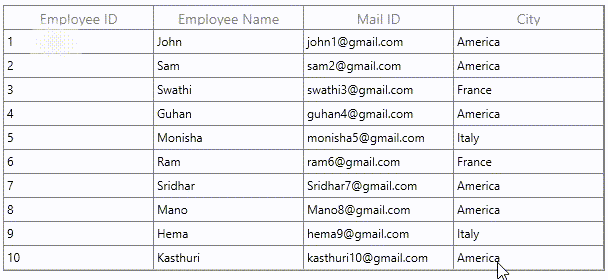 Employee ID Employee Name Mail ID City
1 John john1@gmail.com America
2 Sam sam2@gmail.com America
3 Swathi swathi3@gmail.com France
4 Guhan guhan4@gmail.com America
5 Monisha monisha5@gmail.com Italy
6 Ram ram6@gmail.com France
7 Sridhar Sridhar7@gmail.com America
8 Mano Mano8@gmail.com America
9 Hema hema9@gmail.com Italy
10 Kasthuri kasthuri10@gmail.com America